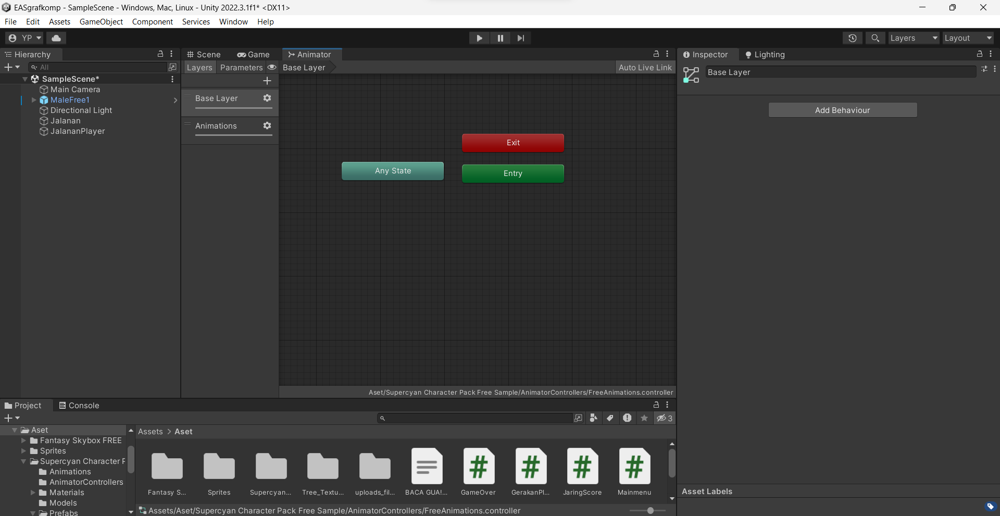 EASgrafkomp - SampleScene - Windows, Mac, Linux - Unity 2022.3.1f1* <DX11>
File Edit Assets GameObject Component Services Window Help
YP
Layers Layout
Hierarchy
All
SampleScene*
Main Camera
MaleFree1
Directional Light
Jalanan
JalananPlayer
Scene Game Animator
Layers Parameters Base Layer Auto Live Link
Base Layer
Animations
Exit
Any State
Entry
Aset/Supercyan Character Pack Free Sample/AnimatorControllers/FreeAnimations.controller
Inspector Lighting
Base Layer
Add Behaviour
Asset Labels
Project Console
3
Aset
Fantasy Skybox FREE
Sprites
Supercyan Character F
Animations
AnimatorControllers
Materials
Models
Prefabs
Assets > Aset
Fantasy S... Sprites Supercyan... Tree_Textu... uploads_fil... BACA GUA!... GameOver GerakanPl... JaringScore Mainmenu
Assets/Aset/Supercyan Character Pack Free Sample/AnimatorControllers/FreeAnimations.controller